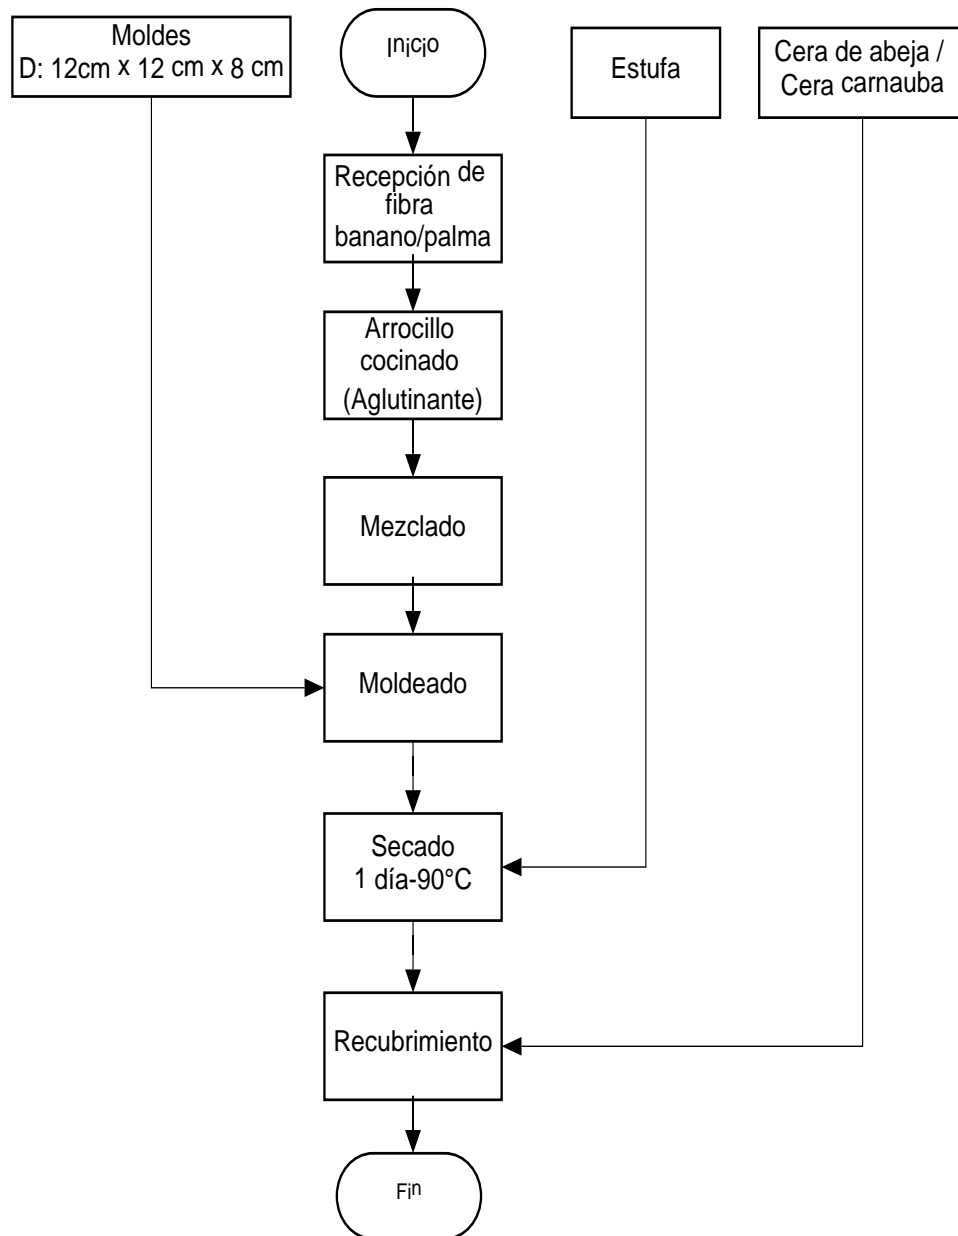 Moldes
D: 12cm x 12 cm x 8 cm
Inicio
Estufa
Cera de abeja /
Cera carnauba
Recepción de
fibra
banano/palma
Arrocillo
cocinado
(Aglutinante)
Mezclado
Moldeado
Secado
1 día-90°C
Recubrimiento
Fin